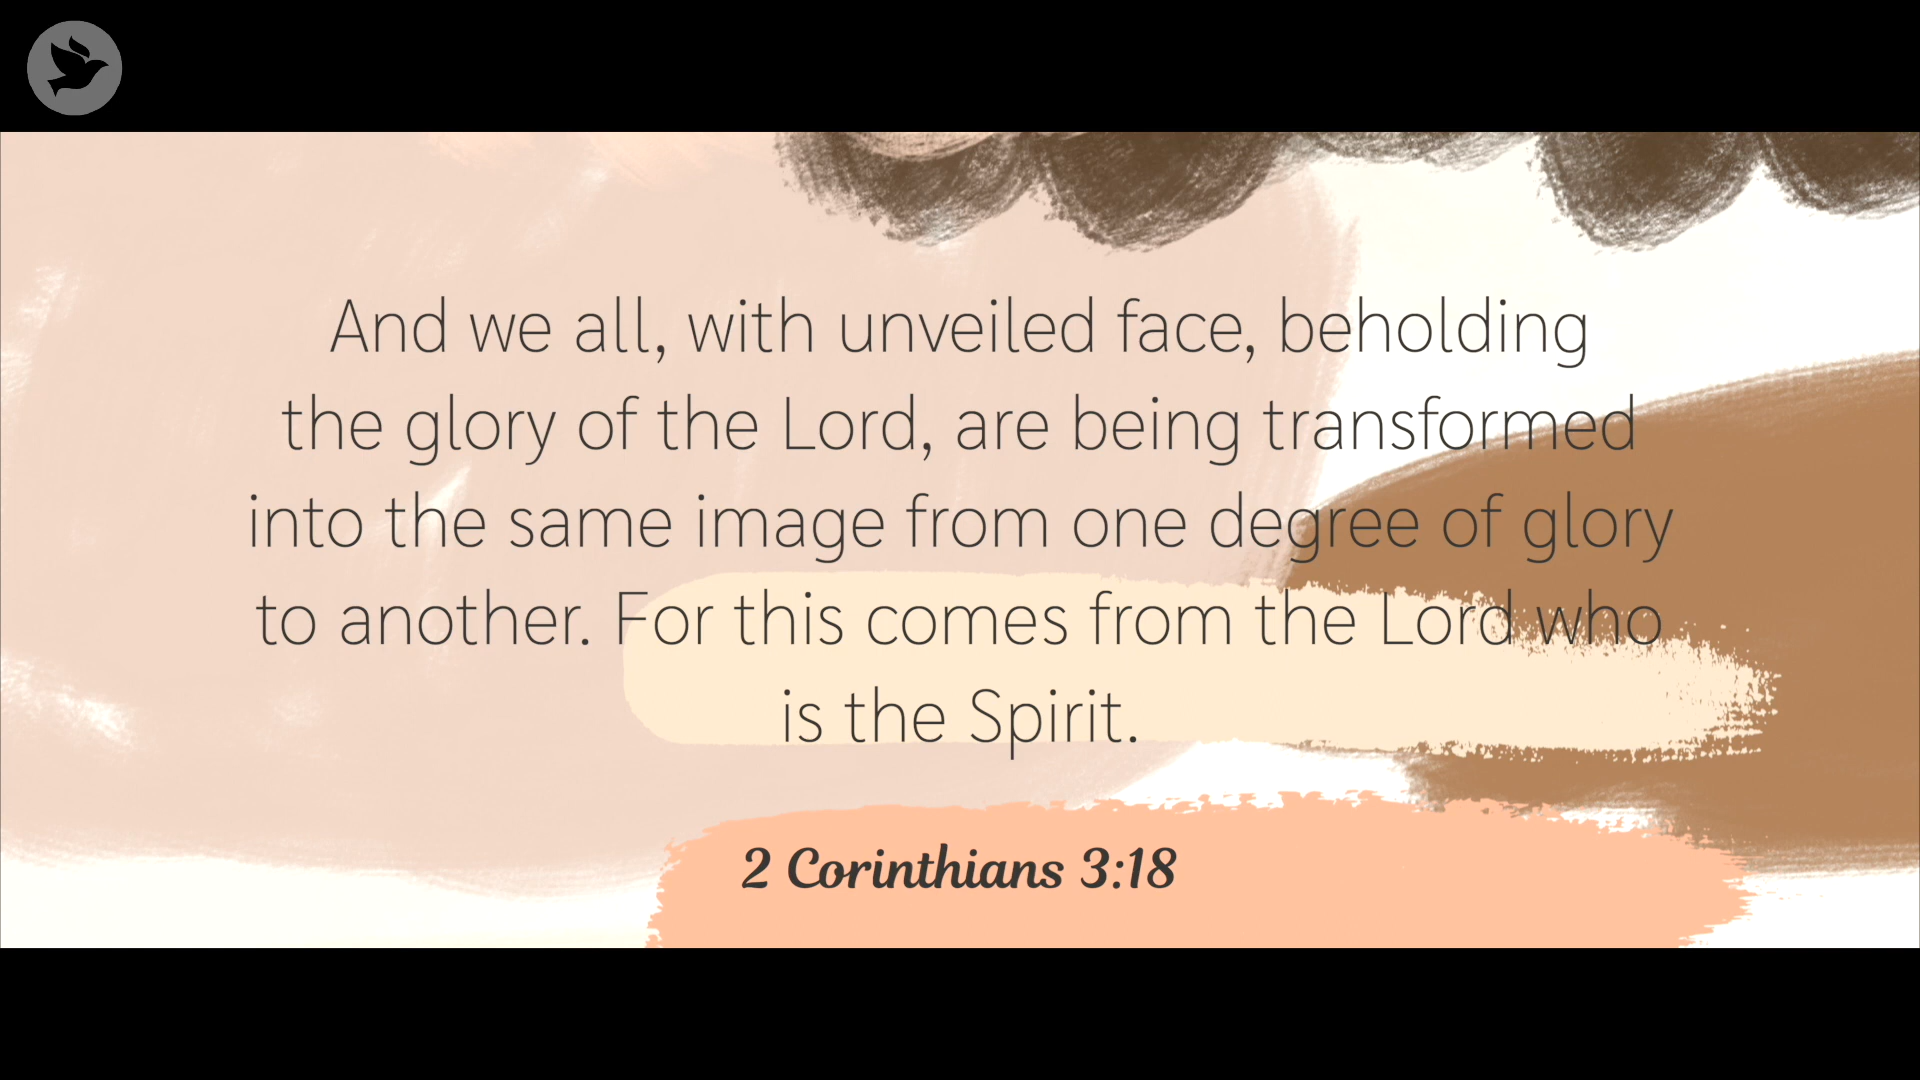 And we all, with unveiled face, beholding
the glory of the Lord, are being transformed
into the same image from one degree of glory
to another. For this comes from the Lord who
is the Spirit.
2 Corinthians 3:18